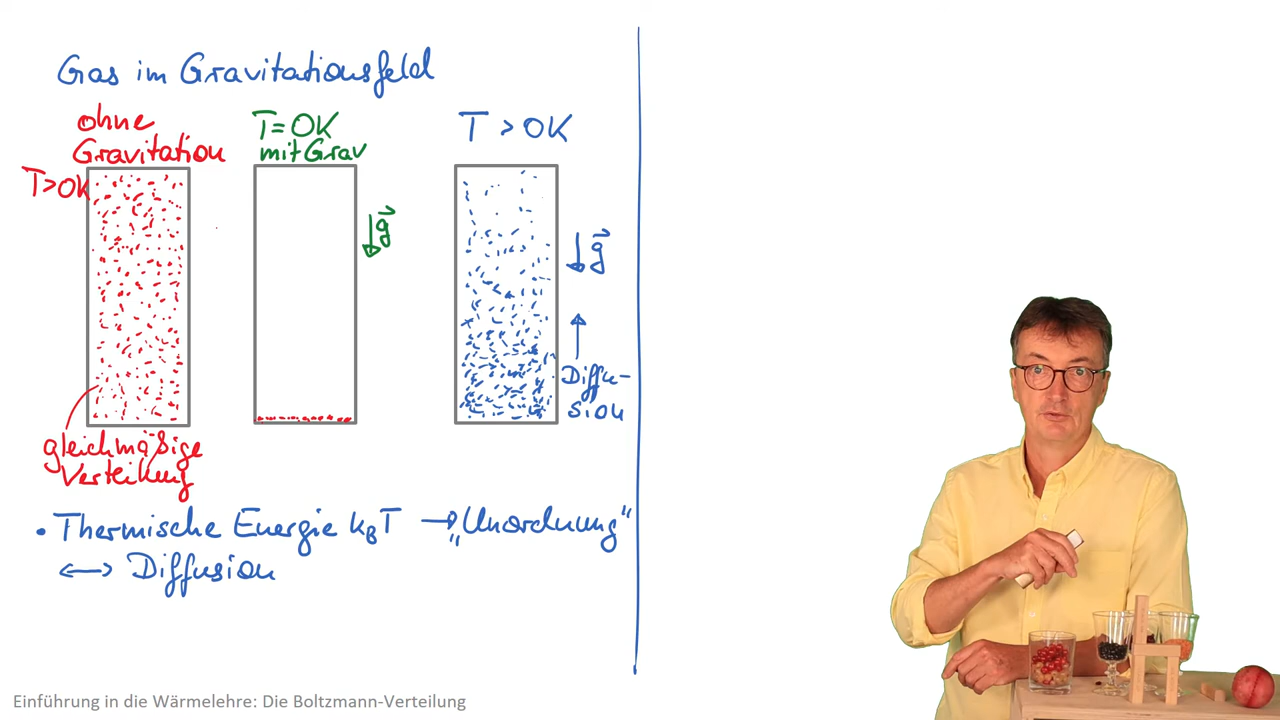 Gas im Gravitationsfeld
ohne
Gravitation
T>0K
gleichmäßige
Verteilung
T=0K
mit Grav
g⃗
T > 0K
g⃗
Diffu-
sion
• Thermische Energie k_BT → „Unordnung"
↔ Diffusion
Einführung in die Wärmelehre: Die Boltzmann-Verteilung